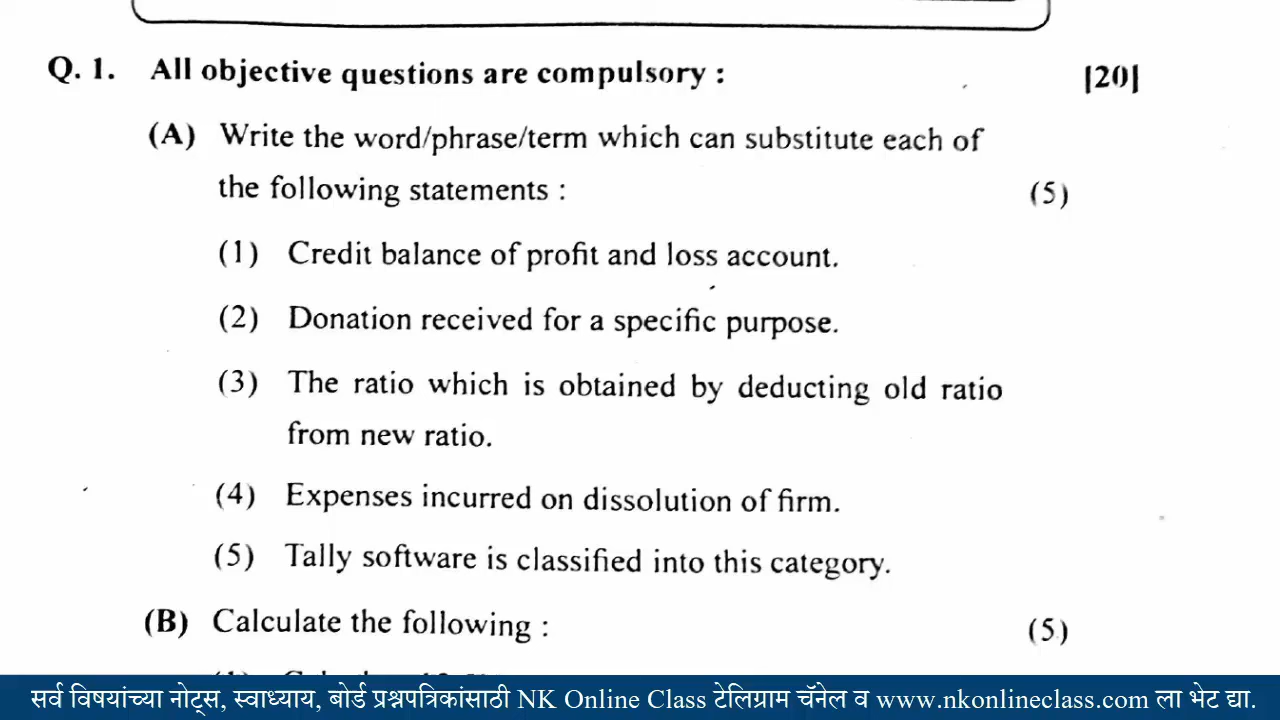 Q. 1. All objective questions are compulsory : [20]
(A) Write the word/phrase/term which can substitute each of
the following statements : (5)
(1) Credit balance of profit and loss account.
(2) Donation received for a specific purpose.
(3) The ratio which is obtained by deducting old ratio
from new ratio.
(4) Expenses incurred on dissolution of firm.
(5) Tally software is classified into this category.
(B) Calculate the following : (5)
सर्व विषयांच्या नोट्स, स्वाध्याय, बोर्ड प्रश्नपत्रिकांसाठी NK Online Class टेलिग्राम चॅनेल व www.nkonlineclass.com ला भेट द्या.